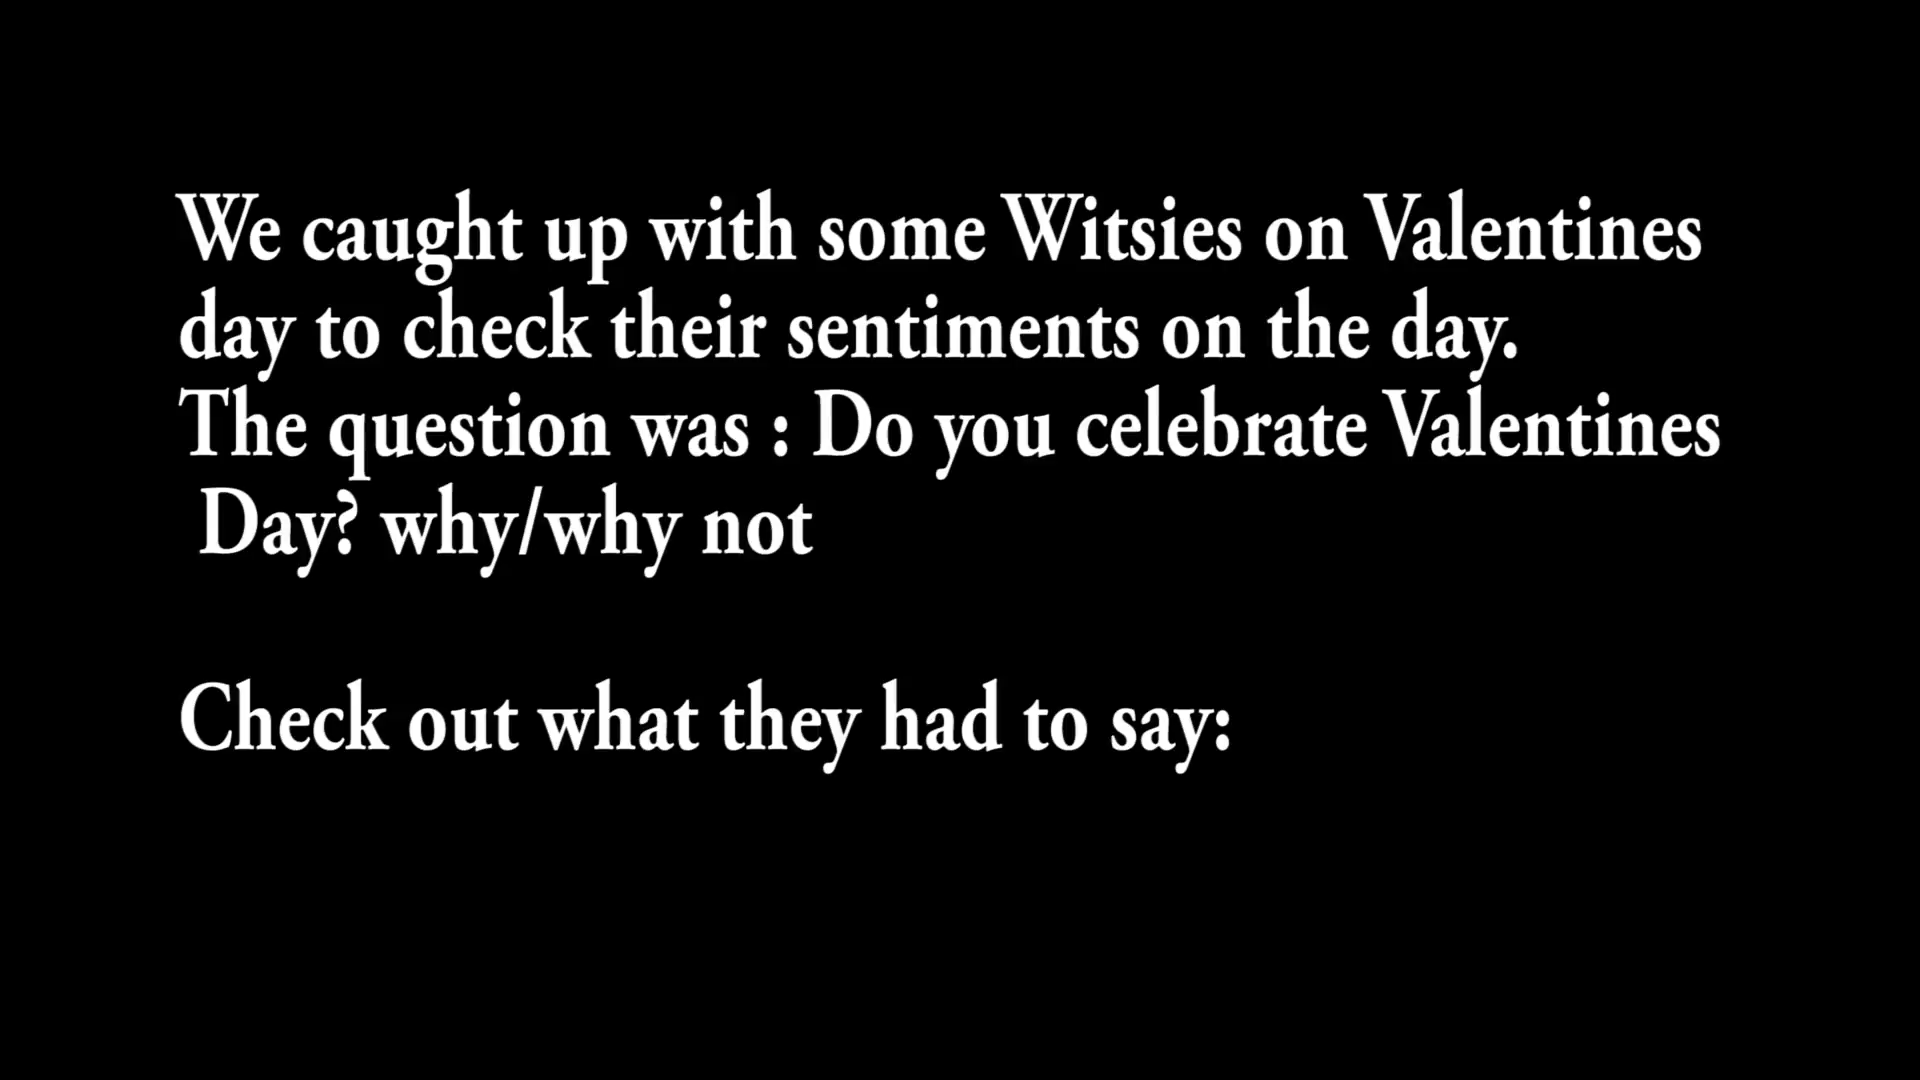 We caught up with some Witsies on Valentines
day to check their sentiments on the day.
The question was : Do you celebrate Valentines
Day? why/why not
Check out what they had to say: